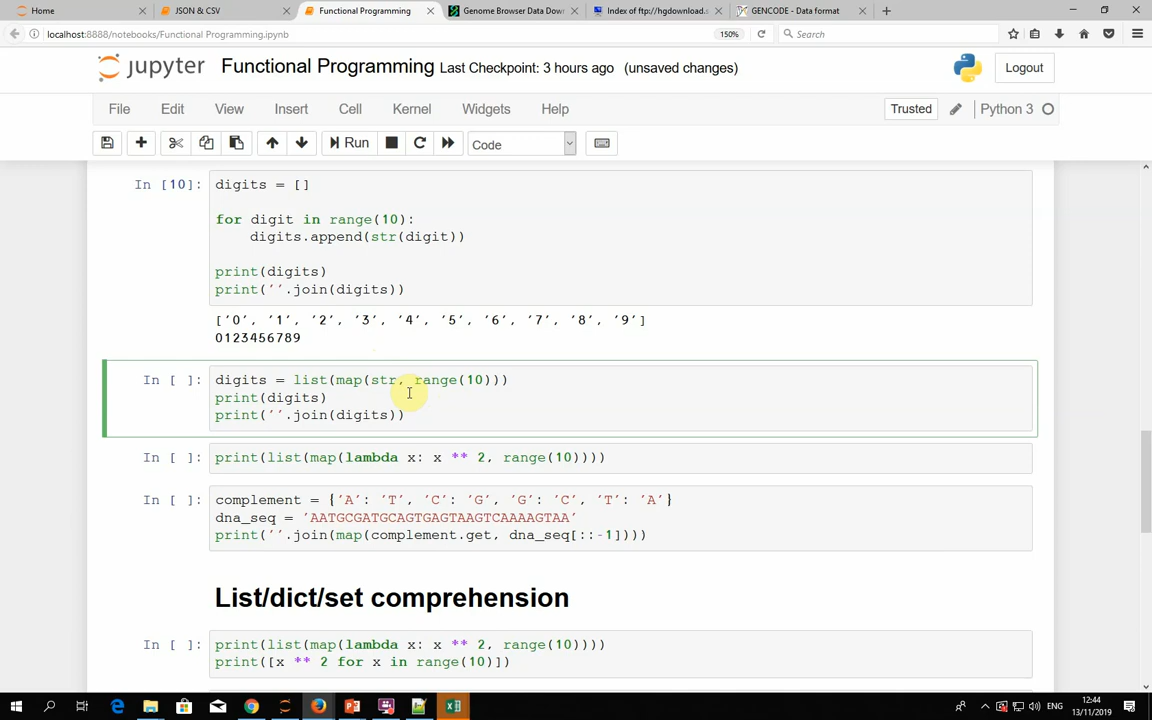 Home
JSON & CSV
Functional Programming
Genome Browser Data Dow
Index of ftp://hgdownload.s
GENCODE - Data format
localhost:8888/notebooks/Functional Programming.ipynb
150%
Search
jupyter Functional Programming Last Checkpoint: 3 hours ago (unsaved changes)
Logout
File Edit View Insert Cell Kernel Widgets Help
Trusted
Python 3
Run
Code
In [10]: digits = []
for digit in range(10):
digits.append(str(digit))
print(digits)
print(''.join(digits))
['0', '1', '2', '3', '4', '5', '6', '7', '8', '9']
0123456789
In [ ]: digits = list(map(str, range(10)))
print(digits)
print(''.join(digits))
In [ ]: print(list(map(lambda x: x ** 2, range(10))))
In [ ]: complement = {'A': 'T', 'C': 'G', 'G': 'C', 'T': 'A'}
dna_seq = 'AATGCGATGCAGTGAGTAAGTCAAAAGTAA'
print(''.join(map(complement.get, dna_seq[::-1])))
List/dict/set comprehension
In [ ]: print(list(map(lambda x: x ** 2, range(10))))
print([x ** 2 for x in range(10)])
ENG
12:44
13/11/2019